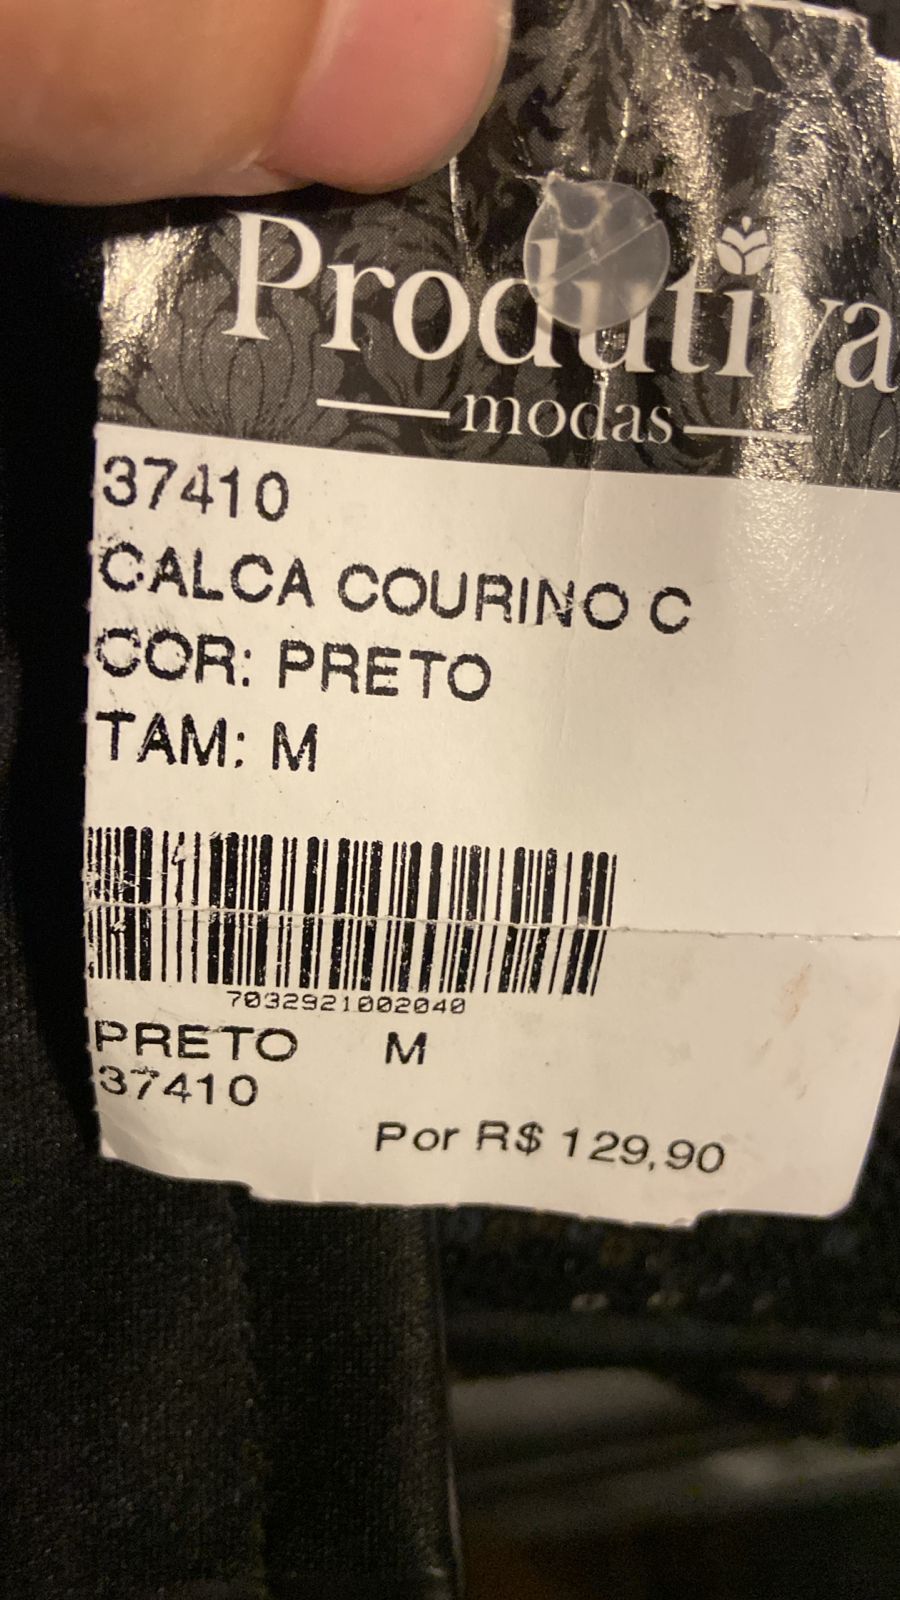 Produtiva
modas
37410
CALCA COURINO C
COR: PRETO
TAM: M
7032921002040
PRETO M
37410
Por R$ 129,90